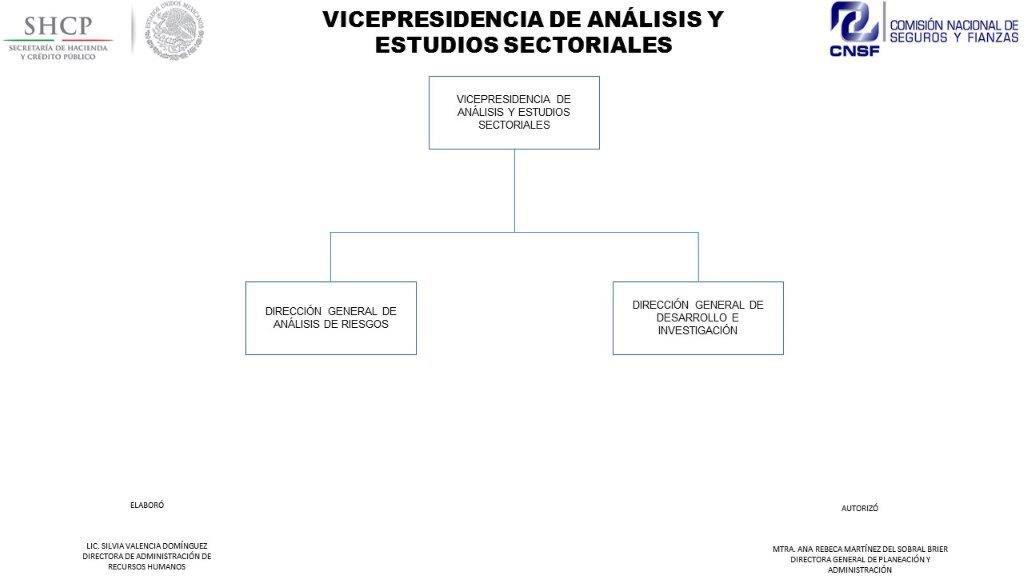 SHCP
SECRETARÍA DE HACIENDA
Y CRÉDITO PÚBLICO
ESTADOS UNIDOS MEXICANOS
VICEPRESIDENCIA DE ANÁLISIS Y
ESTUDIOS SECTORIALES
CNSF
COMISIÓN NACIONAL DE
SEGUROS Y FIANZAS
VICEPRESIDENCIA DE
ANÁLISIS Y ESTUDIOS
SECTORIALES
DIRECCIÓN GENERAL DE
ANÁLISIS DE RIESGOS
DIRECCIÓN GENERAL DE
DESARROLLO E
INVESTIGACIÓN
ELABORÓ
LIC. SILVIA VALENCIA DOMÍNGUEZ
DIRECTORA DE ADMINISTRACIÓN DE
RECURSOS HUMANOS
AUTORIZÓ
MTRA. ANA REBECA MARTÍNEZ DEL SOBRAL BRIER
DIRECTORA GENERAL DE PLANEACIÓN Y
ADMINISTRACIÓN